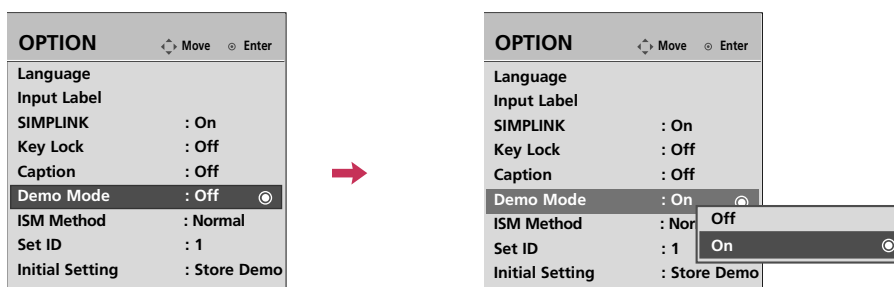 OPTION Move Enter
Language
Input Label
SIMPLINK : On
Key Lock : Off
Caption : Off
Demo Mode : Off
ISM Method : Normal
Set ID : 1
Initial Setting : Store Demo
OPTION Move Enter
Language
Input Label
SIMPLINK : On
Key Lock : Off
Caption : Off
Demo Mode : On
ISM Method : Nor
Set ID : 1
Initial Setting : Store Demo
Off
On